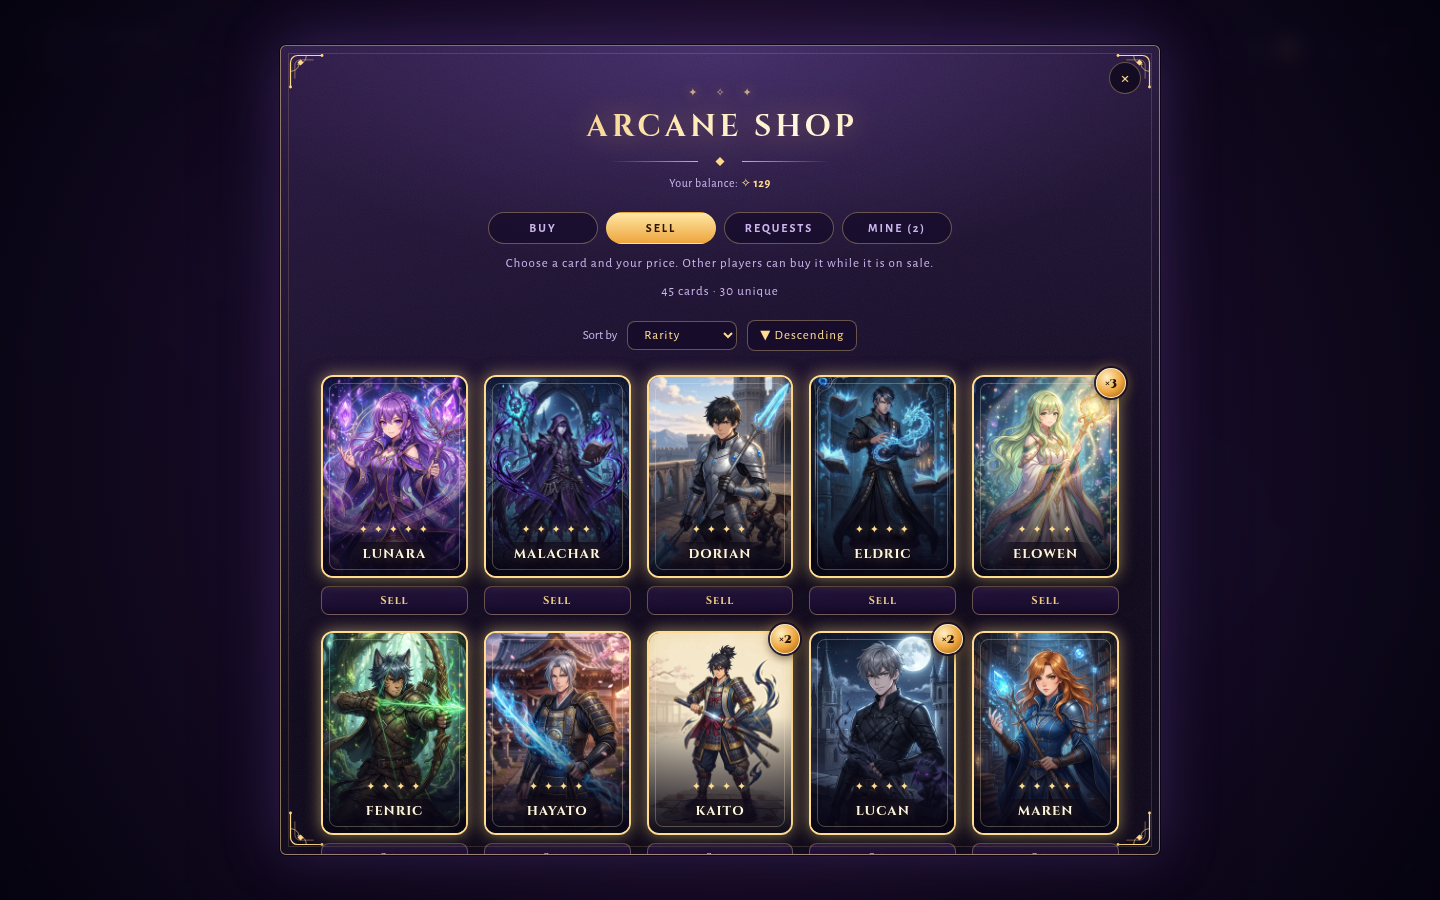 ARCANE SHOP
Your balance: ✧ 129
BUY
SELL
REQUESTS
MINE (2)
Choose a card and your price. Other players can buy it while it is on sale.
45 cards · 30 unique
Sort by
Rarity
▼ Descending
LUNARA
MALACHAR
DORIAN
ELDRIC
×3
ELOWEN
Sell
Sell
Sell
Sell
Sell
FENRIC
HAYATO
×2
KAITO
×2
LUCAN
MAREN